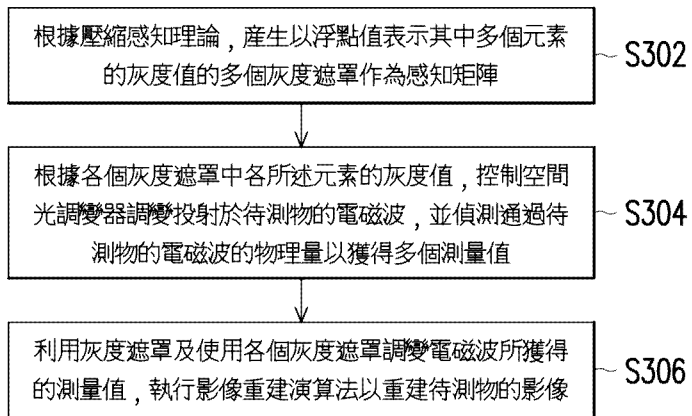 根據壓縮感知理論,產生以浮點值表示其中多個元素
的灰度值的多個灰度遮罩作為感知矩陣
S302
根據各個灰度遮罩中各所述元素的灰度值,控制空間
光調變器調變投射於待測物的電磁波,並偵測通過待
測物的電磁波的物理量以獲得多個測量值
S304
利用灰度遮罩及使用各個灰度遮罩調變電磁波所獲得
的測量值,執行影像重建演算法以重建待測物的影像
S306